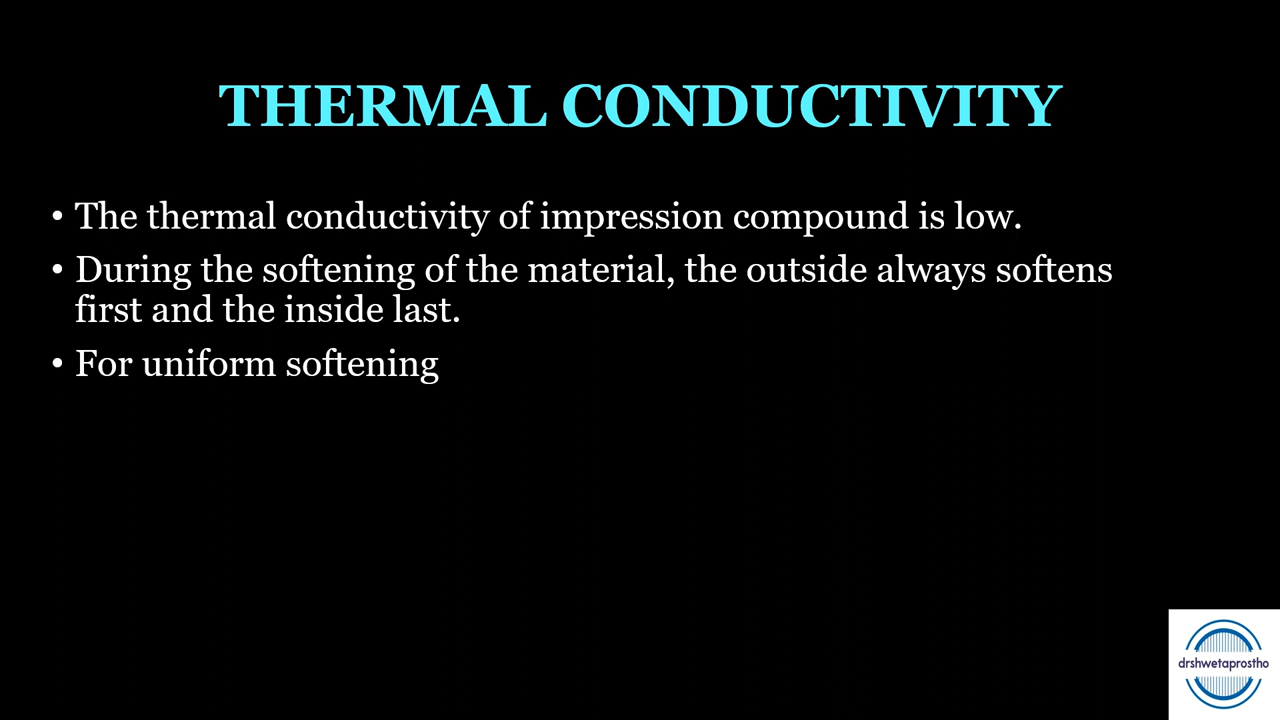 THERMAL CONDUCTIVITY
• The thermal conductivity of impression compound is low.
• During the softening of the material, the outside always softens
first and the inside last.
• For uniform softening
drshwetaprostho